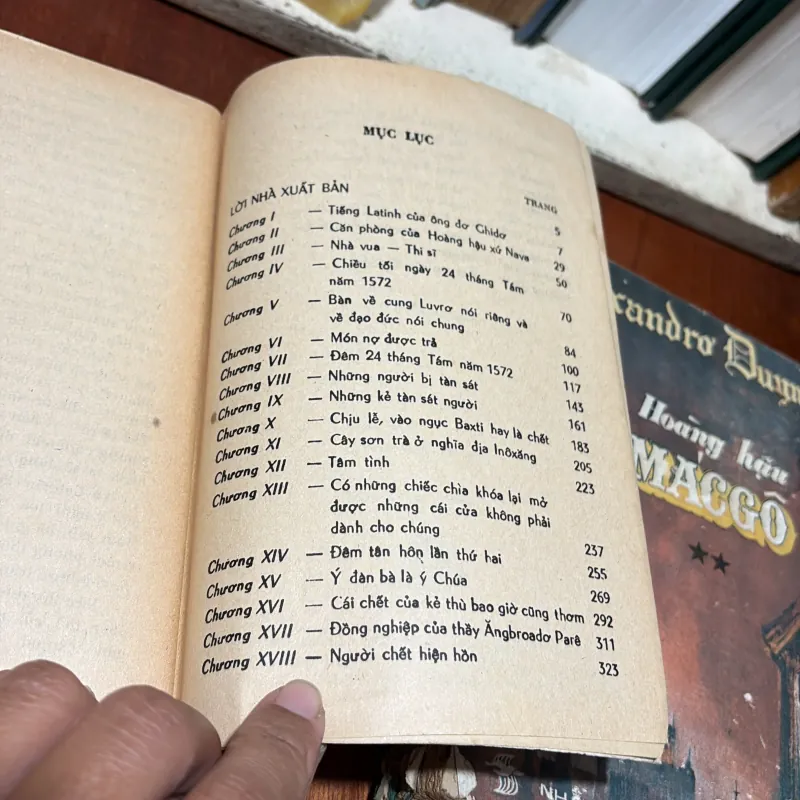 MỤC LỤC
TRANG
LỜI NHÀ XUẤT BẢN 5
Chương I — Tiếng Latinh của ông đơ Ghidơ 7
Chương II — Căn phòng của Hoàng hậu xứ Nava 29
Chương III — Nhà vua — Thi sĩ 50
Chương IV — Chiều tối ngày 24 tháng Tám
năm 1572 70
Chương V — Bàn về cung Luvrơ nói riêng và
về đạo đức nói chung 84
Chương VI — Món nợ được trả 100
Chương VII — Đêm 24 tháng Tám năm 1572 117
Chương VIII — Những người bị tàn sát 143
Chương IX — Những kẻ tàn sát người 161
Chương X — Chịu lễ, vào ngục Baxti hay là chết 183
Chương XI — Cây sơn trà ở nghĩa địa Inôxăng 205
Chương XII — Tâm tình 223
Chương XIII — Có những chiếc chìa khóa lại mở
được những cái cửa không phải
dành cho chúng 237
Chương XIV — Đêm tân hôn lần thứ hai 255
Chương XV — Ý đàn bà là ý Chúa 269
Chương XVI — Cái chết của kẻ thù bao giờ cũng thơm 292
Chương XVII — Đồng nghiệp của thầy Ăngbroadơ Parê 311
Chương XVIII — Người chết hiện hồn 323
Hoàng hậu
MACGÔ